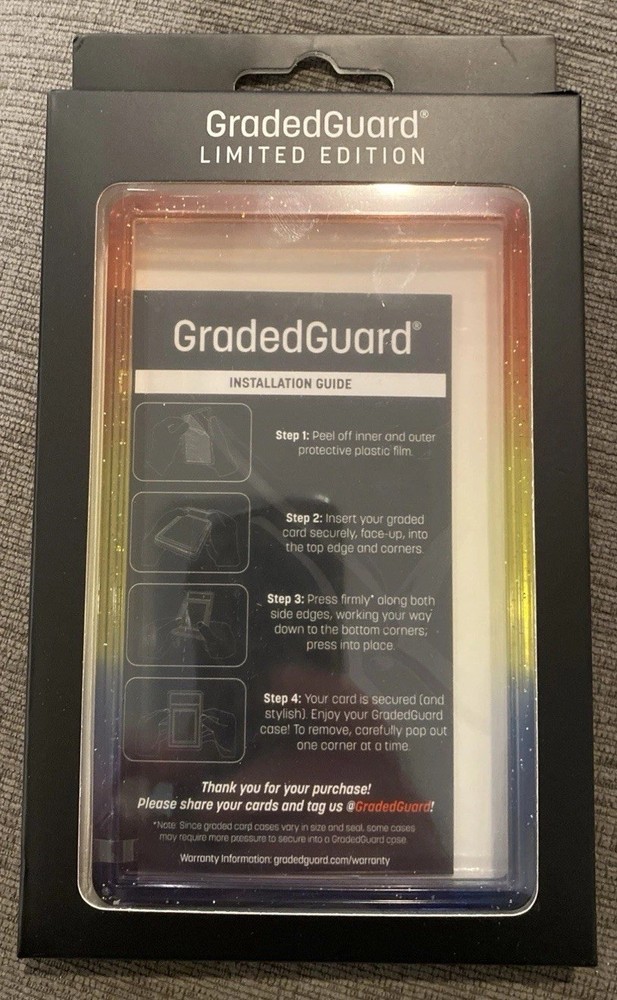 GradedGuard®
LIMITED EDITION
GradedGuard®
INSTALLATION GUIDE
Step 1: Peel off inner and outer
protective plastic film.
Step 2: Insert your graded
card securely, face-up, into
the top edge and corners.
Step 3: Press firmly* along both
side edges, working your way
down to the bottom corners;
press into place.
Step 4: Your card is secured (and
stylish). Enjoy your GradedGuard
case! To remove, carefully pop out
one corner at a time.
Thank you for your purchase!
Please share your cards and tag us @GradedGuard!
*Note: Since graded card cases vary in size and seal, some cases
may require more pressure to secure into a GradedGuard case.
Warranty Information: gradedguard.com/warranty